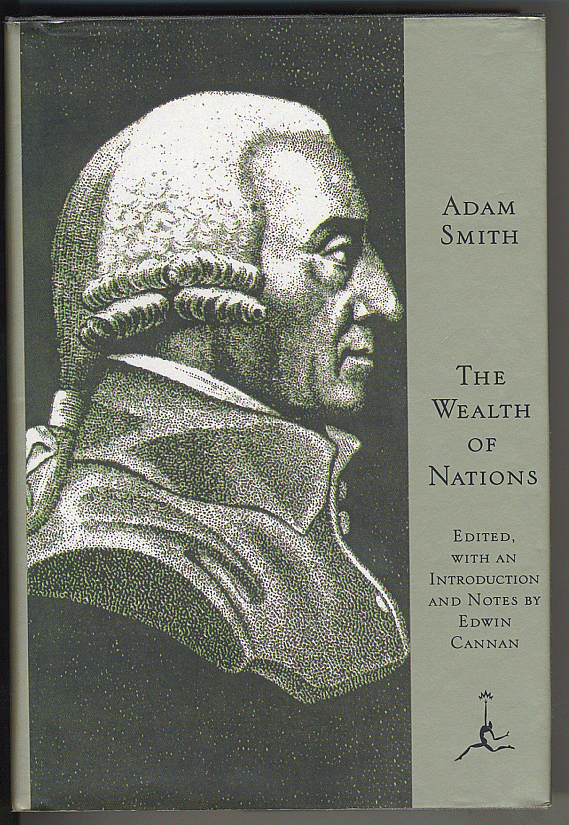 ADAM
SMITH
THE
WEALTH
OF
NATIONS
EDITED,
WITH AN
INTRODUCTION
AND NOTES BY
EDWIN
CANNAN